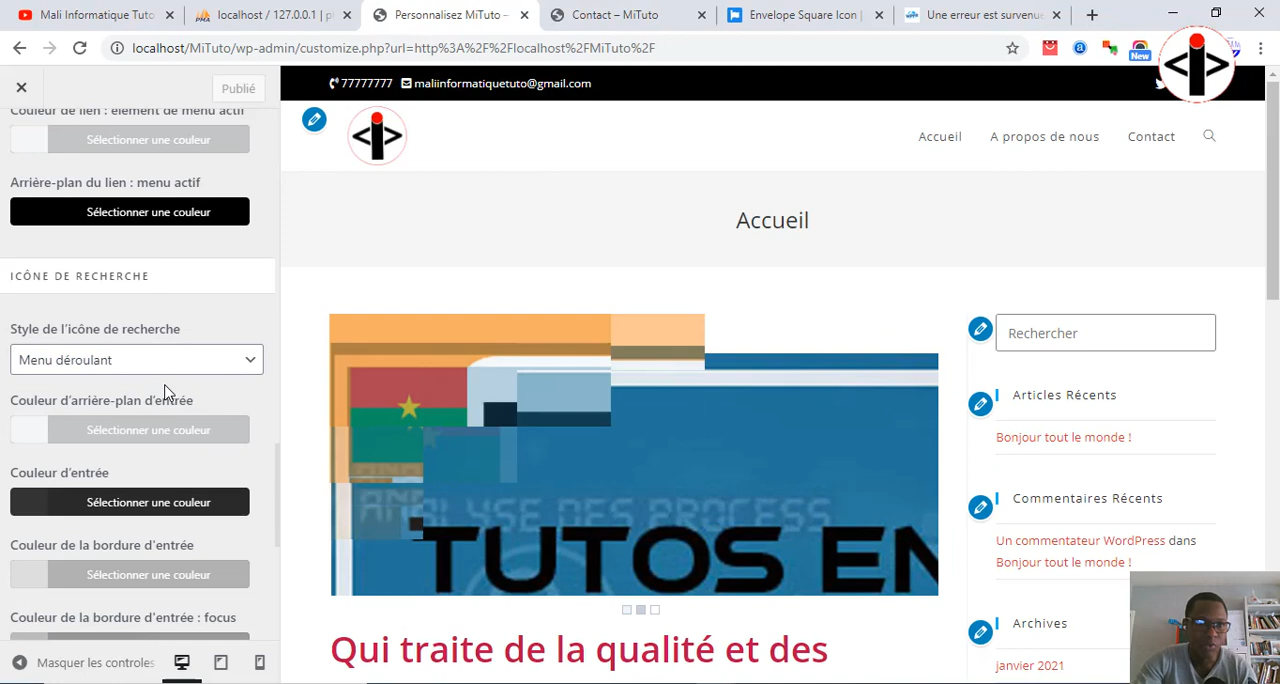 Mali Informatique Tuto
localhost / 127.0.0.1 | p
Personnalisez MiTuto –
Contact – MiTuto
Envelope Square Icon |
Une erreur est survenue
localhost/MiTuto/wp-admin/customize.php?url=http%3A%2F%2Flocalhost%2FMiTuto%2F
New
Publié
77777777 maliinformatiquetuto@gmail.com
Couleur de lien : élément de menu actif
Sélectionner une couleur
Arrière-plan du lien : menu actif
Sélectionner une couleur
ICÔNE DE RECHERCHE
Style de l'icône de recherche
Menu déroulant
Couleur d'arrière-plan d'entrée
Sélectionner une couleur
Couleur d'entrée
Sélectionner une couleur
Couleur de la bordure d'entrée
Sélectionner une couleur
Couleur de la bordure d'entrée : focus
Masquer les controles
Accueil A propos de nous Contact
Accueil
ANALYSE DES PROCESS
TUTOS EN
Qui traite de la qualité et des
Rechercher
Articles Récents
Bonjour tout le monde !
Commentaires Récents
Un commentateur WordPress dans
Bonjour tout le monde !
Archives
janvier 2021